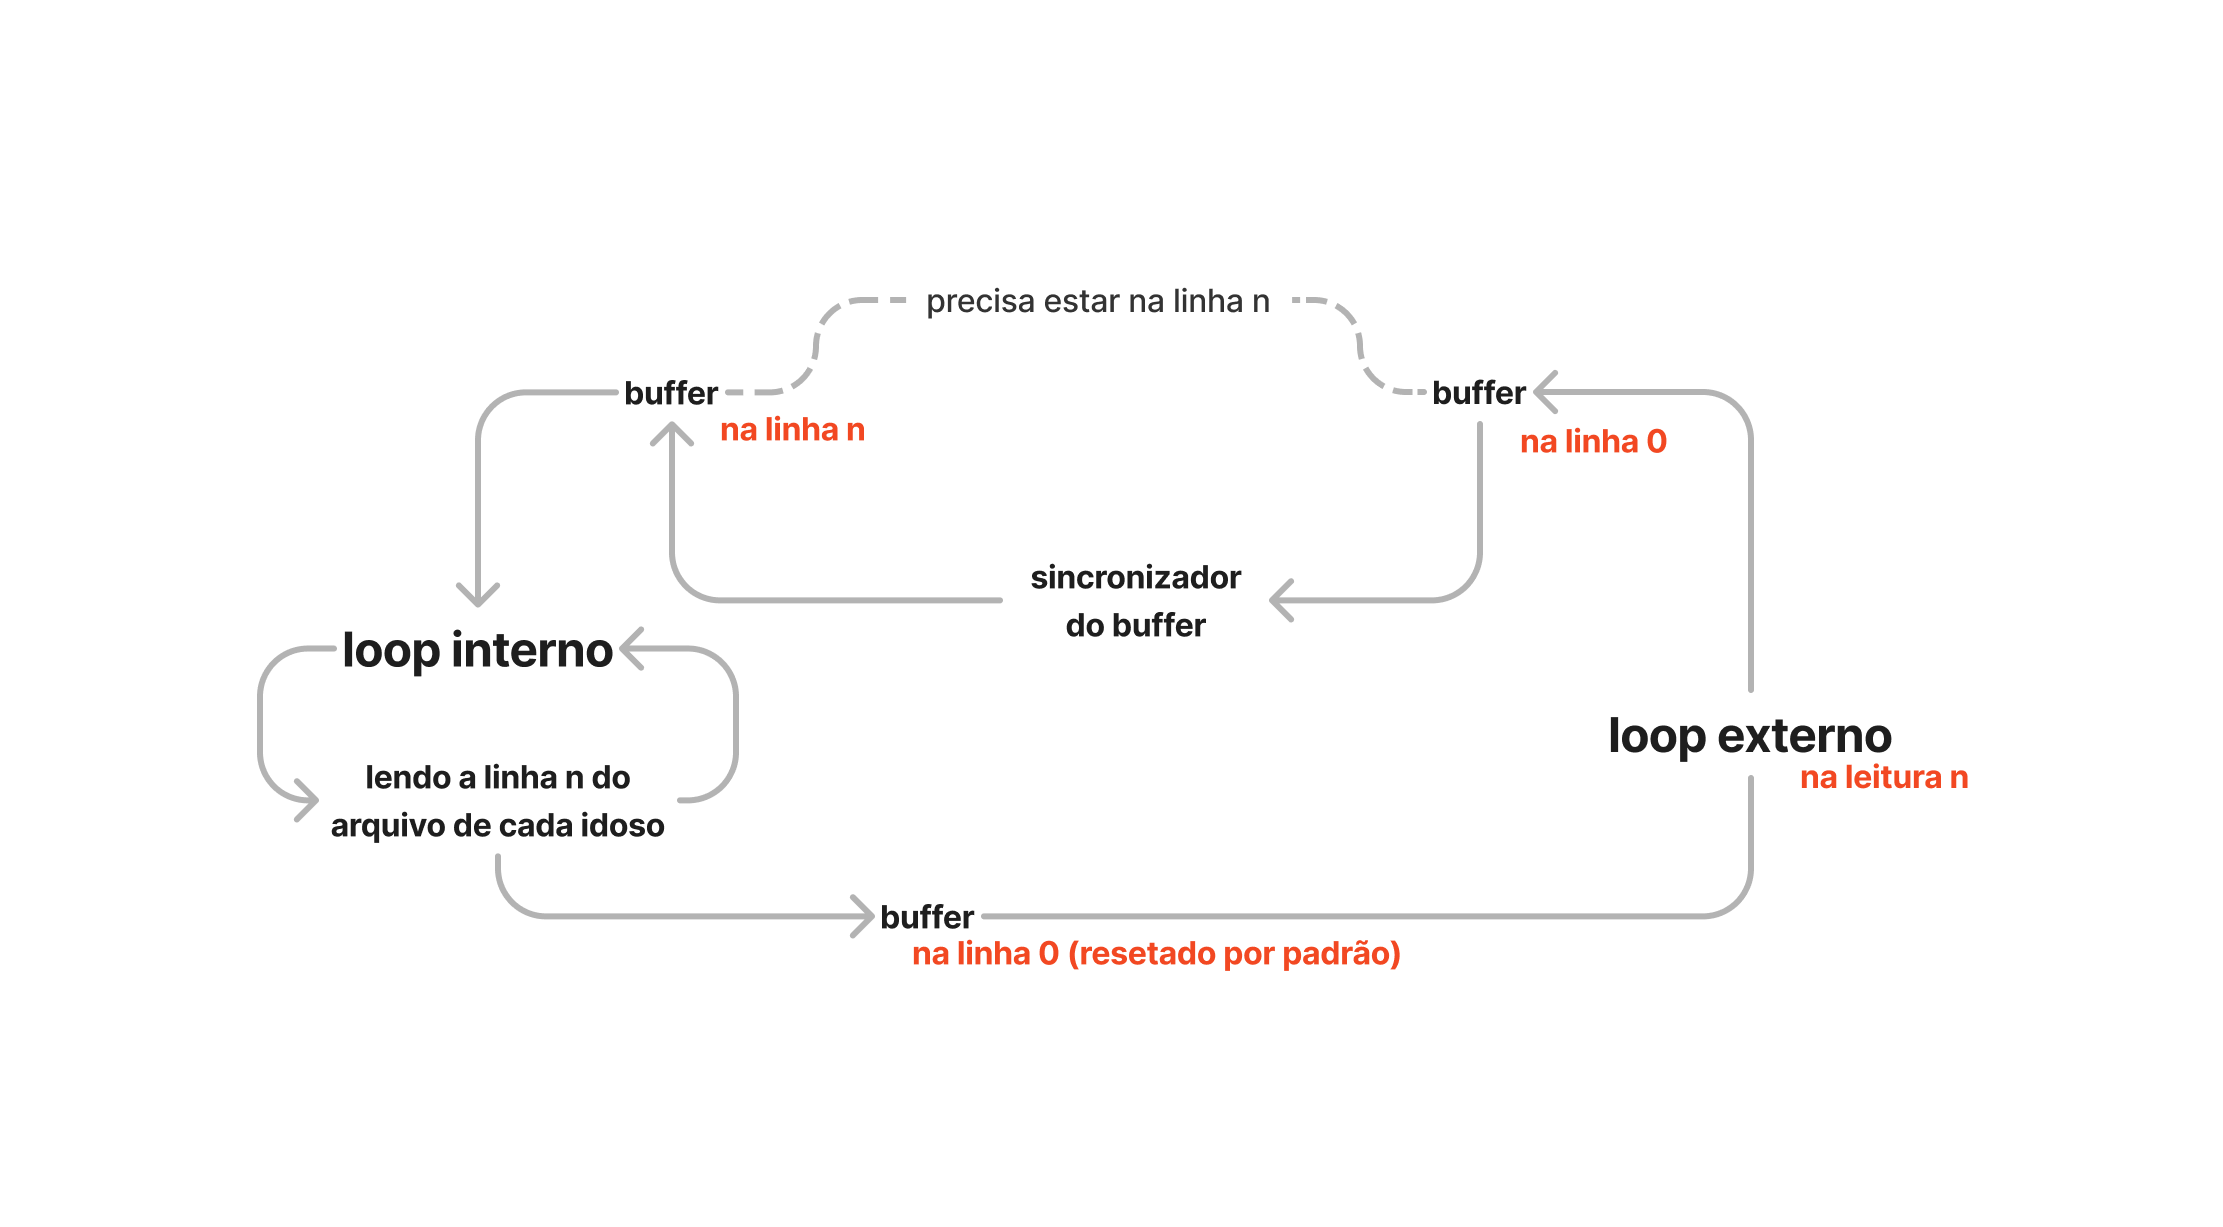 precisa estar na linha n
buffer
na linha n
buffer
na linha 0
sincronizador
do buffer
loop interno
loop externo
na leitura n
lendo a linha n do
arquivo de cada idoso
buffer
na linha 0 (resetado por padrão)